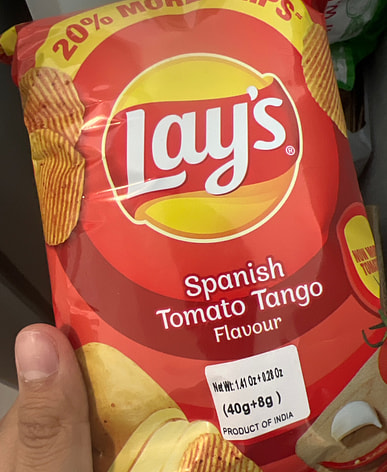 20% MORE
Lay's®
Spanish
Tomato Tango
Flavour
Net Wt: 1.41 Oz + 0.28 Oz
(40g+8g )
PRODUCT OF INDIA